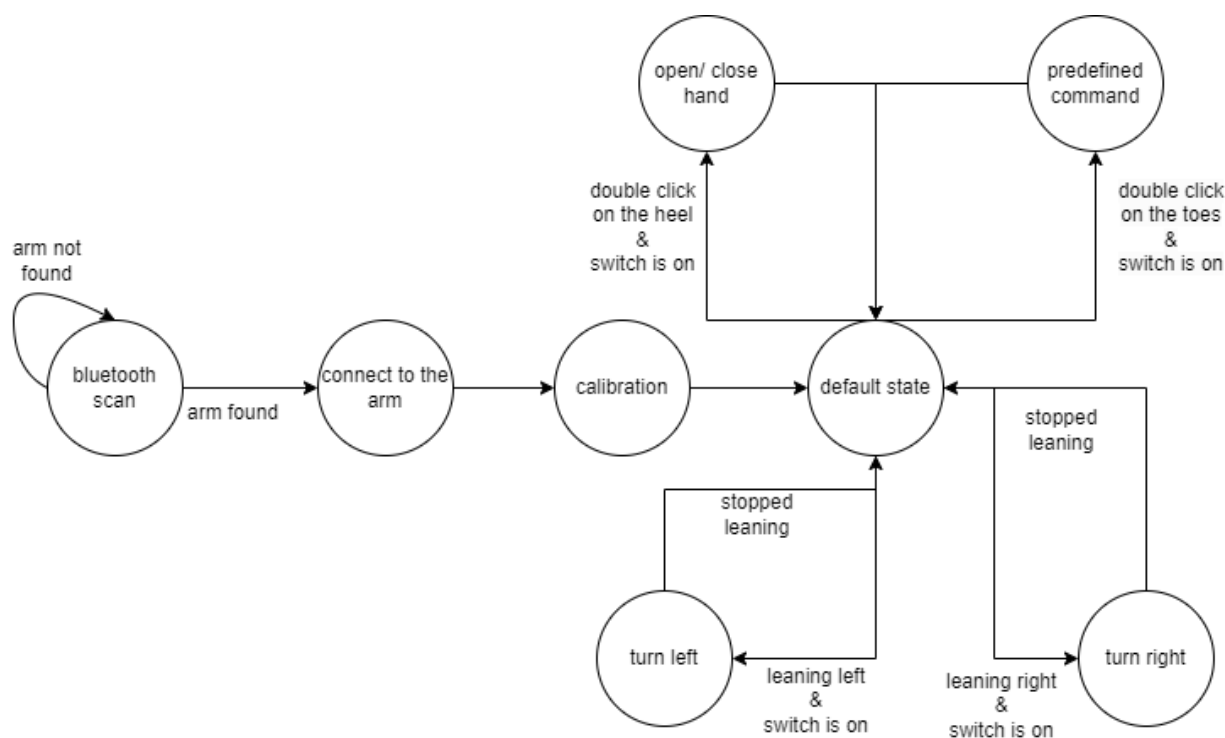 open/ close
hand
predefined
command
double click
on the heel
&
switch is on
double click
on the toes
&
switch is on
arm not
found
bluetooth
scan
arm found
connect to the
arm
calibration
default state
stopped
leaning
stopped
leaning
turn left
leaning left
&
switch is on
leaning right
&
switch is on
turn right